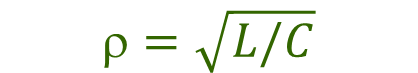 ρ = √L/C